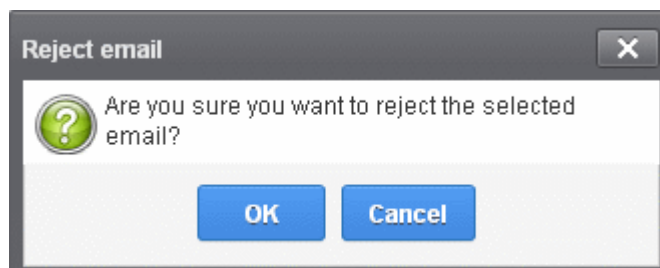 Reject email
Are you sure you want to reject the selected
email?
OK
Cancel